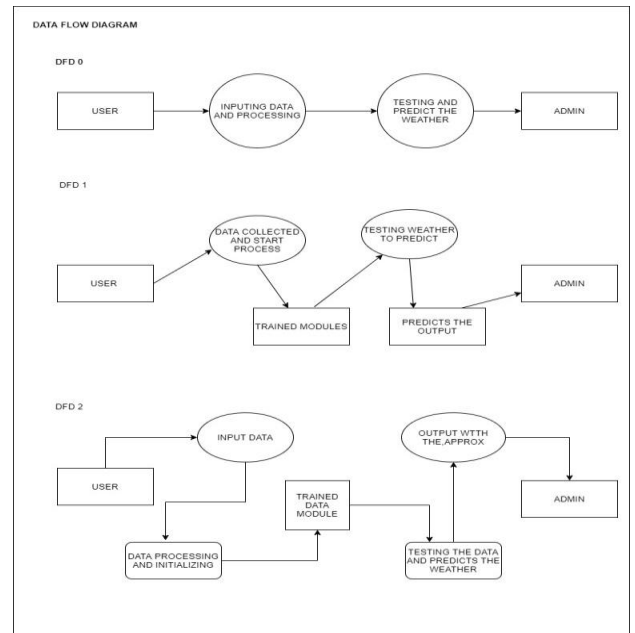 DATA FLOW DIAGRAM
DFD 0
USER
INPUTING DATA
AND PROCESSING
TESTING AND
PREDICT THE
WEATHER
ADMIN
DFD 1
USER
DATA COLLECTED
AND START
PROCESS
TRAINED MODULES
TESTING WEATHER
TO PREDICT
PREDICTS THE
OUTPUT
ADMIN
DFD 2
USER
INPUT DATA
DATA PROCESSING
AND INITIALIZING
TRAINED
DATA
MODULE
TESTING THE DATA
AND PREDICTS THE
WEATHER
OUTPUT WTTH
THE,APPROX
ADMIN